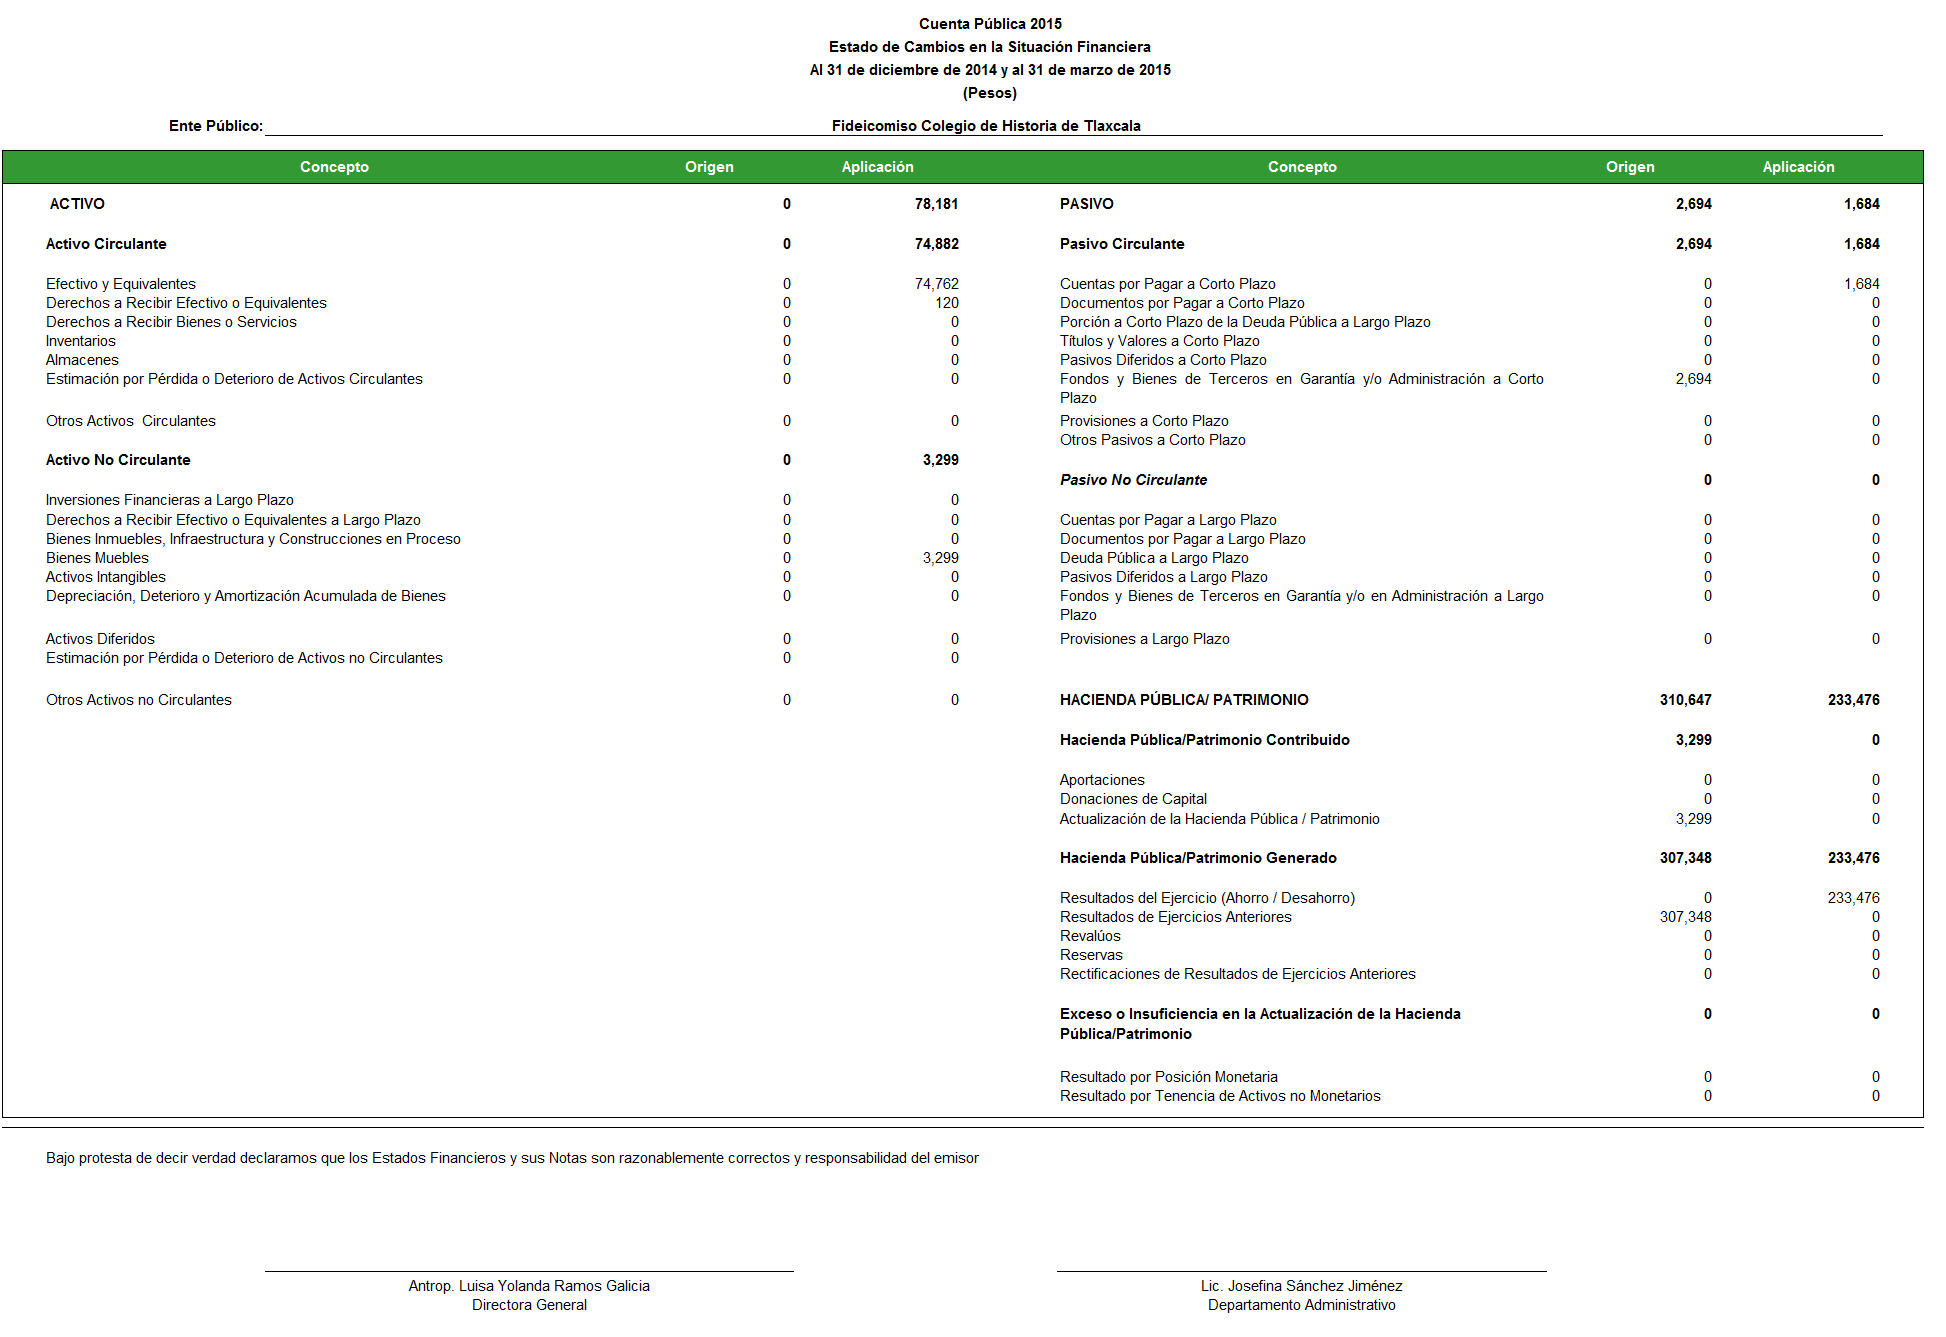 Cuenta Pública 2015
Estado de Cambios en la Situación Financiera
Al 31 de diciembre de 2014 y al 31 de marzo de 2015
(Pesos)
Ente Público: Fideicomiso Colegio de Historia de Tlaxcala
Concepto Origen Aplicación Concepto Origen Aplicación
ACTIVO 0 78,181 PASIVO 2,694 1,684
Activo Circulante 0 74,882 Pasivo Circulante 2,694 1,684
Efectivo y Equivalentes 0 74,762 Cuentas por Pagar a Corto Plazo 0 1,684
Derechos a Recibir Efectivo o Equivalentes 0 120 Documentos por Pagar a Corto Plazo 0 0
Derechos a Recibir Bienes o Servicios 0 0 Porción a Corto Plazo de la Deuda Pública a Largo Plazo 0 0
Inventarios 0 0 Títulos y Valores a Corto Plazo 0 0
Almacenes 0 0 Pasivos Diferidos a Corto Plazo 0 0
Estimación por Pérdida o Deterioro de Activos Circulantes 0 0 Fondos y Bienes de Terceros en Garantía y/o Administración a Corto 2,694 0
Plazo
Otros Activos Circulantes 0 0 Provisiones a Corto Plazo 0 0
Otros Pasivos a Corto Plazo 0 0
Activo No Circulante 0 3,299
Pasivo No Circulante 0 0
Inversiones Financieras a Largo Plazo 0 0
Derechos a Recibir Efectivo o Equivalentes a Largo Plazo 0 0 Cuentas por Pagar a Largo Plazo 0 0
Bienes Inmuebles, Infraestructura y Construcciones en Proceso 0 0 Documentos por Pagar a Largo Plazo 0 0
Bienes Muebles 0 3,299 Deuda Pública a Largo Plazo 0 0
Activos Intangibles 0 0 Pasivos Diferidos a Largo Plazo 0 0
Depreciación, Deterioro y Amortización Acumulada de Bienes 0 0 Fondos y Bienes de Terceros en Garantía y/o en Administración a Largo 0 0
Plazo
Activos Diferidos 0 0 Provisiones a Largo Plazo 0 0
Estimación por Pérdida o Deterioro de Activos no Circulantes 0 0
Otros Activos no Circulantes 0 0 HACIENDA PÚBLICA/ PATRIMONIO 310,647 233,476
Hacienda Pública/Patrimonio Contribuido 3,299 0
Aportaciones 0 0
Donaciones de Capital 0 0
Actualización de la Hacienda Pública / Patrimonio 3,299 0
Hacienda Pública/Patrimonio Generado 307,348 233,476
Resultados del Ejercicio (Ahorro / Desahorro) 0 233,476
Resultados de Ejercicios Anteriores 307,348 0
Revalúos 0 0
Reservas 0 0
Rectificaciones de Resultados de Ejercicios Anteriores 0 0
Exceso o Insuficiencia en la Actualización de la Hacienda 0 0
Pública/Patrimonio
Resultado por Posición Monetaria 0 0
Resultado por Tenencia de Activos no Monetarios 0 0
Bajo protesta de decir verdad declaramos que los Estados Financieros y sus Notas son razonablemente correctos y responsabilidad del emisor
Antrop. Luisa Yolanda Ramos Galicia Lic. Josefina Sánchez Jiménez
Directora General Departamento Administrativo